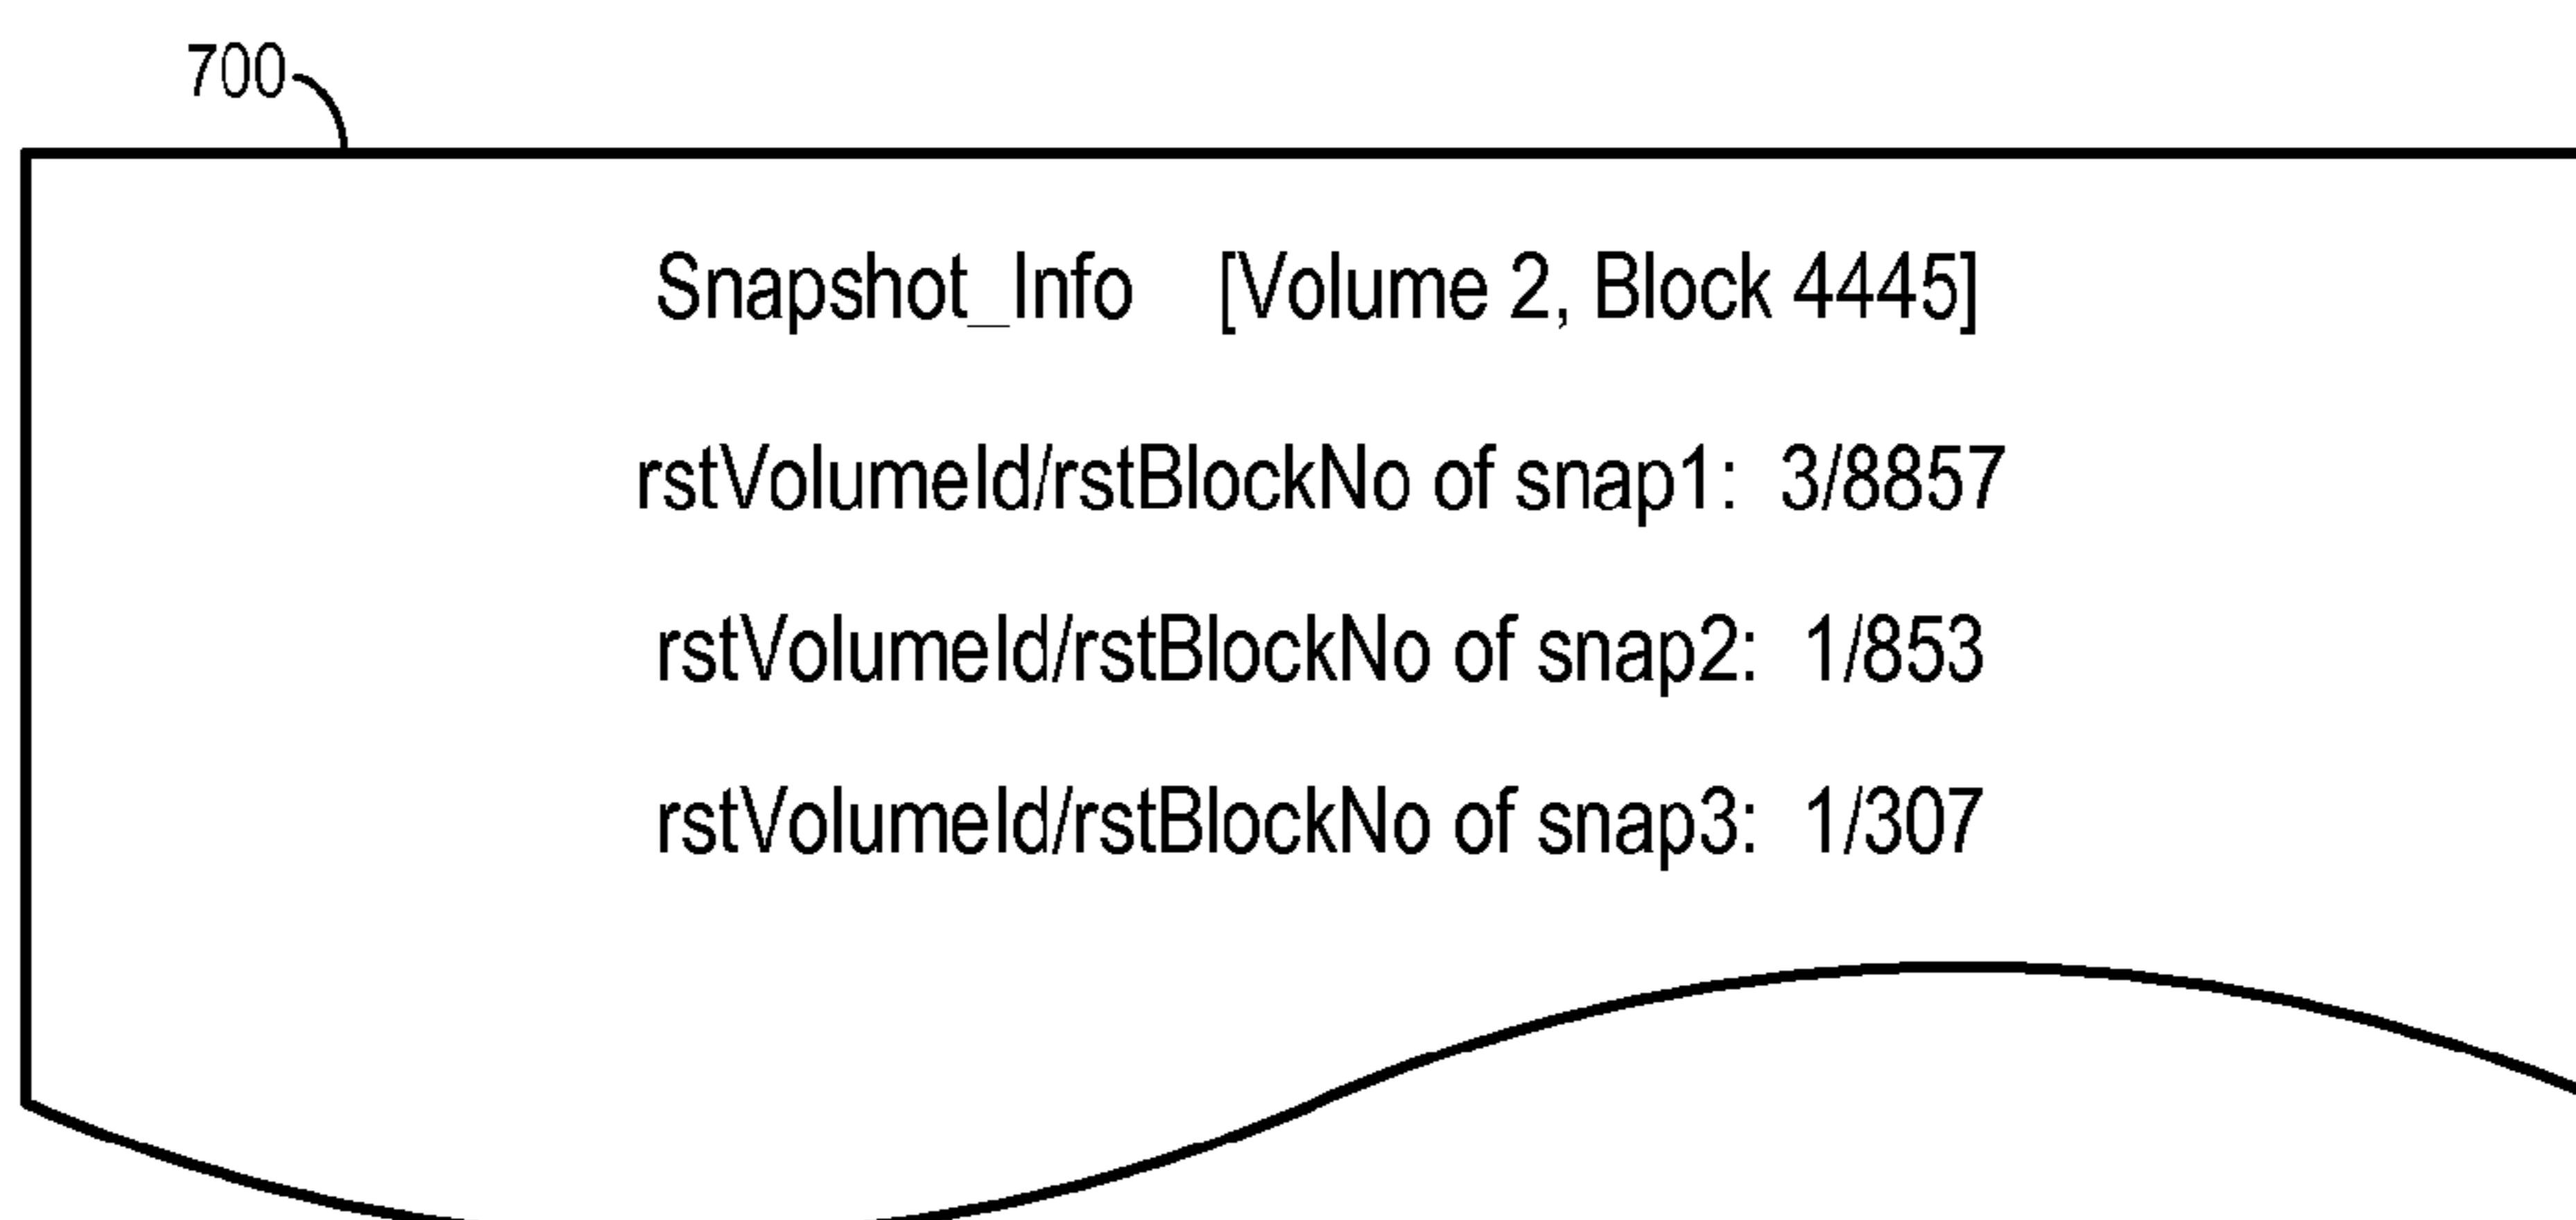 700
Snapshot_Info [Volume 2, Block 4445]
rstVolumeId/rstBlockNo of snap1: 3/8857
rstVolumeId/rstBlockNo of snap2: 1/853
rstVolumeId/rstBlockNo of snap3: 1/307